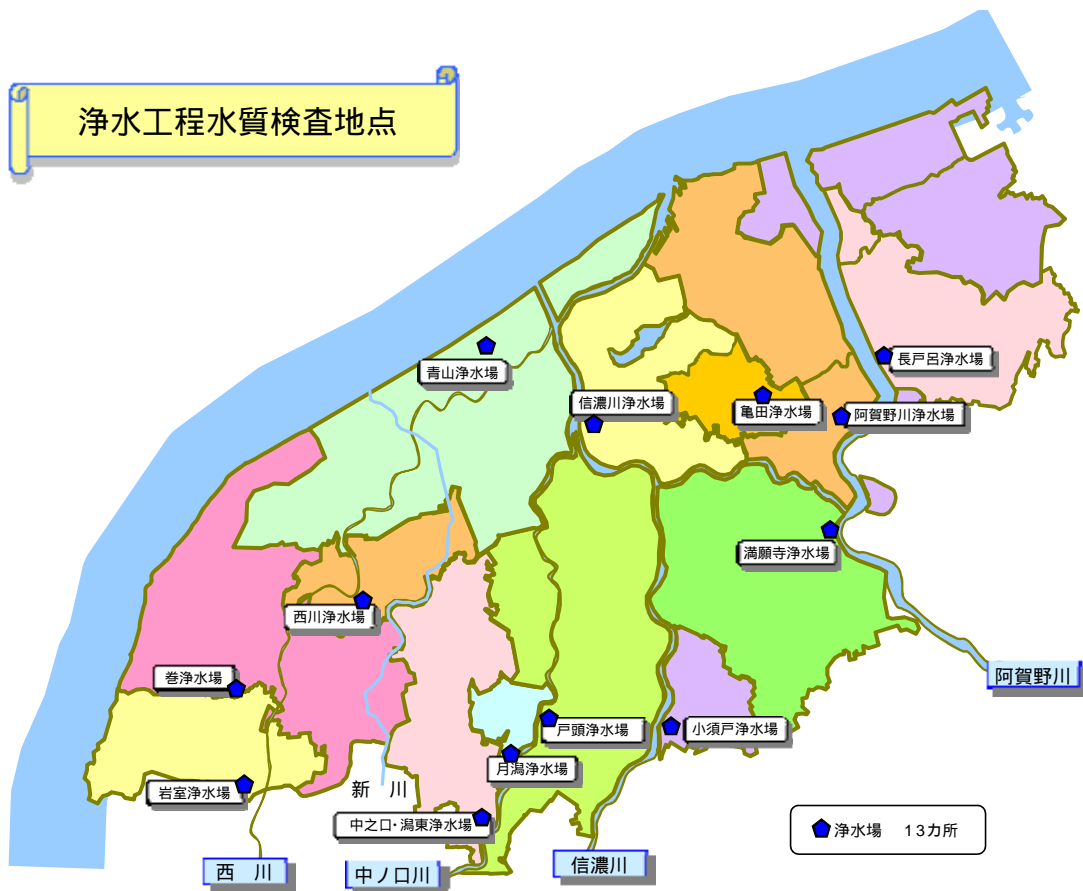 浄水工程水質検査地点
青山浄水場
長戸呂浄水場
信濃川浄水場
亀田浄水場
阿賀野川浄水場
満願寺浄水場
西川浄水場
巻浄水場
阿賀野川
戸頭浄水場
小須戸浄水場
月潟浄水場
岩室浄水場
新 川
中之口・潟東浄水場
浄水場 13カ所
西 川
中ノ口川
信濃川